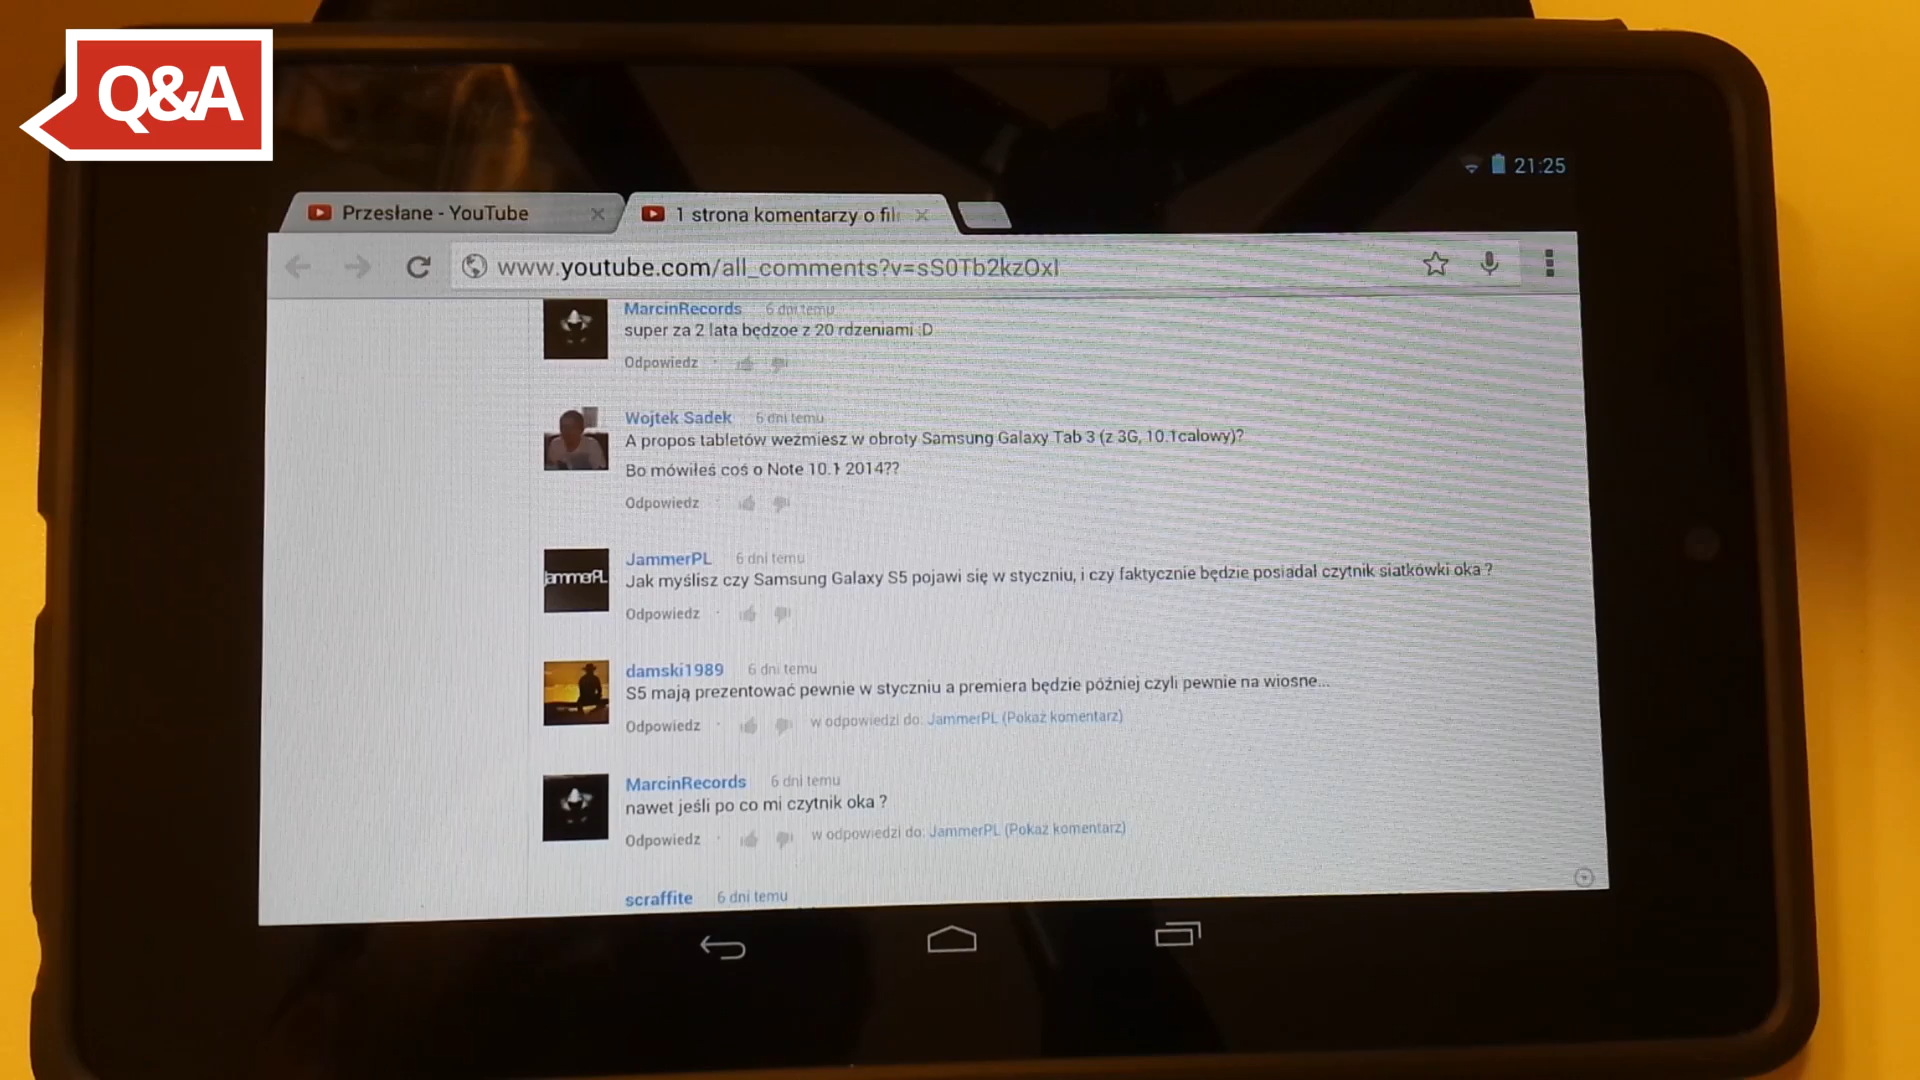 Q&A
21:25
Przesłane - YouTube
1 strona komentarzy o fil
www.youtube.com/all_comments?v=sS0Tb2kzOxI
MarcinRecords 6 dni temu
super za 2 lata będzoe z 20 rdzeniami :D
Odpowiedz
Wojtek Sadek 6 dni temu
A propos tabletów weźmiesz w obroty Samsung Galaxy Tab 3 (z 3G, 10.1calowy)?
Bo mówiłeś coś o Note 10.1 2014??
Odpowiedz
JammerPL
JammerPL 6 dni temu
Jak myślisz czy Samsung Galaxy S5 pojawi się w styczniu, i czy faktycznie będzie posiadał czytnik siatkówki oka ?
Odpowiedz
damski1989 6 dni temu
S5 mają prezentować pewnie w styczniu a premiera będzie później czyli pewnie na wiosne...
Odpowiedz w odpowiedzi do: JammerPL (Pokaż komentarz)
MarcinRecords 6 dni temu
nawet jeśli po co mi czytnik oka ?
Odpowiedz w odpowiedzi do: JammerPL (Pokaż komentarz)
scraffite 6 dni temu